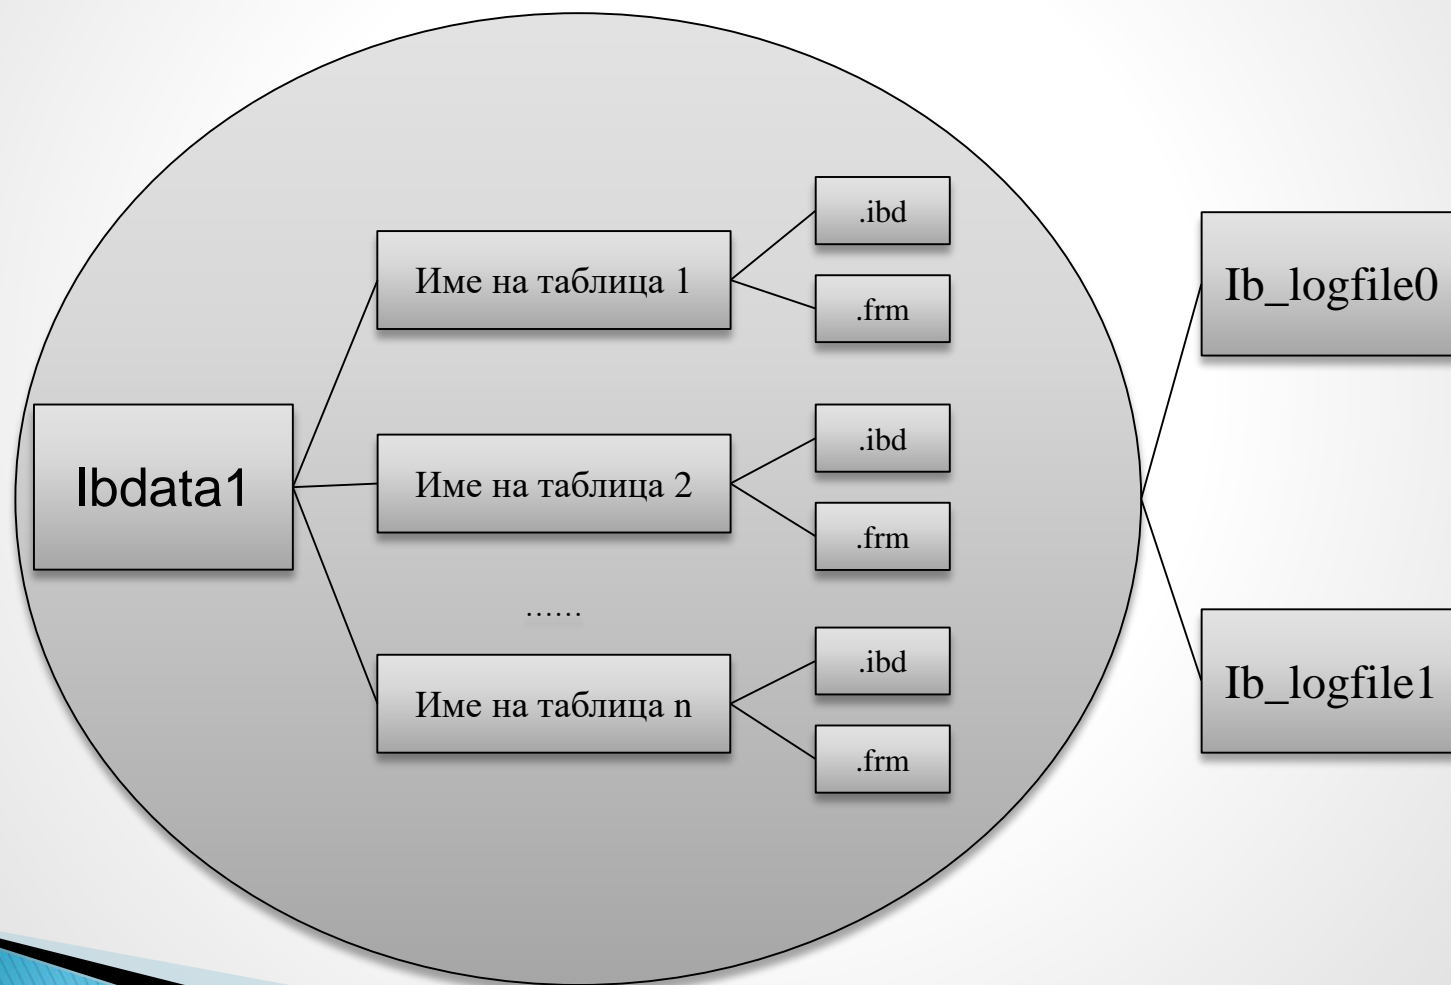 Ibdata1
Име на таблица 1
.ibd
.frm
Име на таблица 2
.ibd
.frm
......
Име на таблица n
.ibd
.frm
Ib_logfile0
Ib_logfile1